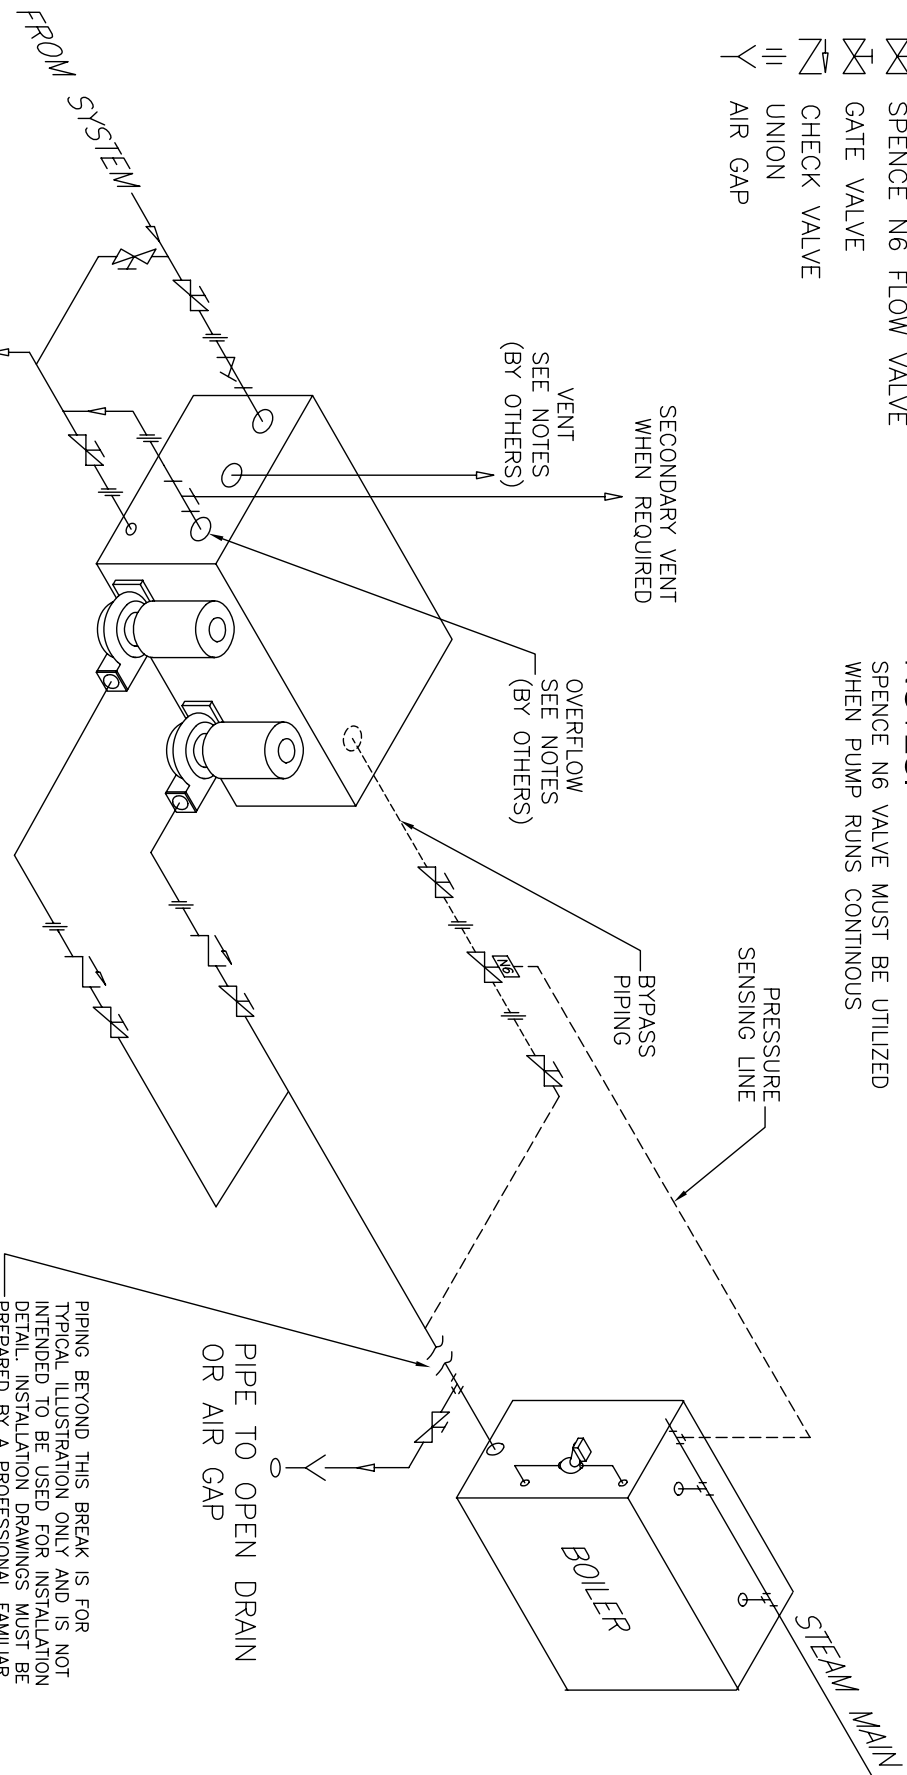 SPENCE N6 FLOW VALVE
GATE VALVE
CHECK VALVE
UNION
AIR GAP
NOTES:
SPENCE N6 VALVE MUST BE UTILIZED
WHEN PUMP RUNS CONTINOUS
FROM SYSTEM
VENT
SEE NOTES
(BY OTHERS)
SECONDARY VENT
WHEN REQUIRED
OVERFLOW
SEE NOTES
(BY OTHERS)
BYPASS
PIPING
PRESSURE
SENSING LINE
N6
STEAM MAIN
BOILER
PIPE TO OPEN DRAIN
OR AIR GAP
PIPING BEYOND THIS BREAK IS FOR
TYPICAL ILLUSTRATION ONLY AND IS NOT
INTENDED TO BE USED FOR INSTALLATION
DETAIL. INSTALLATION DRAWINGS MUST BE
PREPARED BY A PROFESSIONAL FAMILIAR